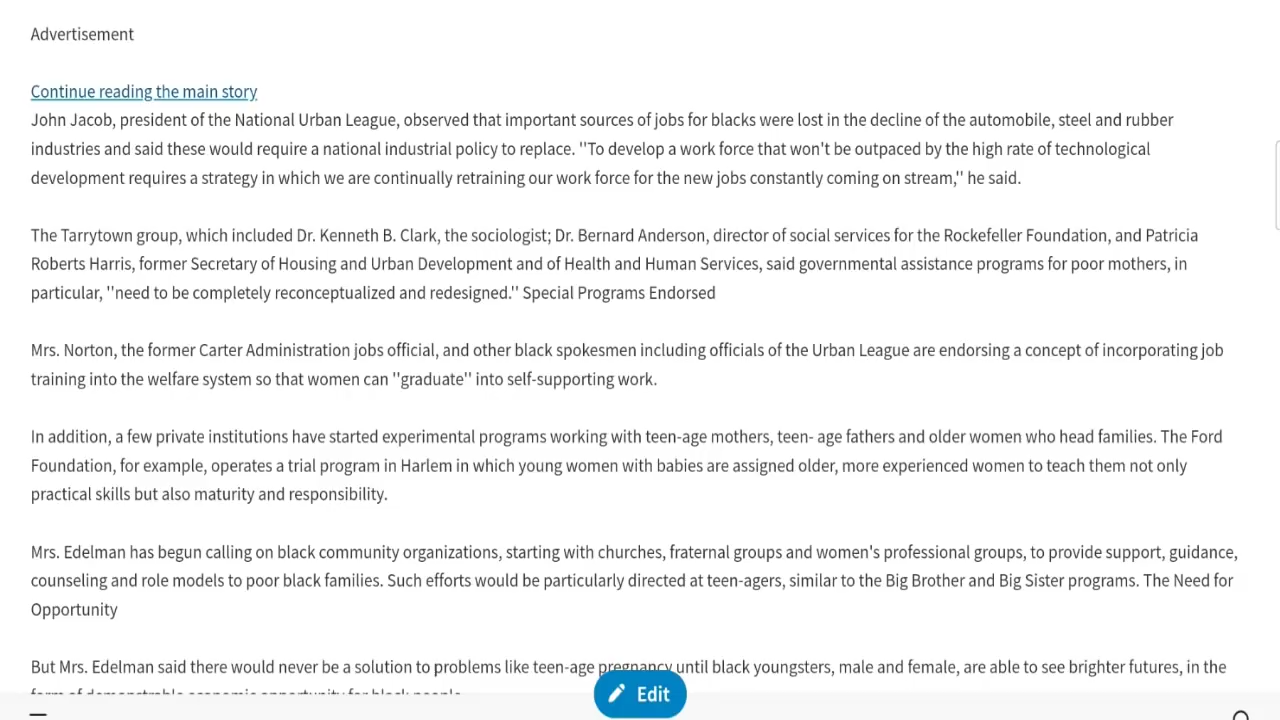 Advertisement
Continue reading the main story
John Jacob, president of the National Urban League, observed that important sources of jobs for blacks were lost in the decline of the automobile, steel and rubber
industries and said these would require a national industrial policy to replace. ''To develop a work force that won't be outpaced by the high rate of technological
development requires a strategy in which we are continually retraining our work force for the new jobs constantly coming on stream,'' he said.
The Tarrytown group, which included Dr. Kenneth B. Clark, the sociologist; Dr. Bernard Anderson, director of social services for the Rockefeller Foundation, and Patricia
Roberts Harris, former Secretary of Housing and Urban Development and of Health and Human Services, said governmental assistance programs for poor mothers, in
particular, ''need to be completely reconceptualized and redesigned.'' Special Programs Endorsed
Mrs. Norton, the former Carter Administration jobs official, and other black spokesmen including officials of the Urban League are endorsing a concept of incorporating job
training into the welfare system so that women can ''graduate'' into self-supporting work.
In addition, a few private institutions have started experimental programs working with teen-age mothers, teen- age fathers and older women who head families. The Ford
Foundation, for example, operates a trial program in Harlem in which young women with babies are assigned older, more experienced women to teach them not only
practical skills but also maturity and responsibility.
Mrs. Edelman has begun calling on black community organizations, starting with churches, fraternal groups and women's professional groups, to provide support, guidance,
counseling and role models to poor black families. Such efforts would be particularly directed at teen-agers, similar to the Big Brother and Big Sister programs. The Need for
Opportunity
But Mrs. Edelman said there would never be a solution to problems like teen-age pregnancy until black youngsters, male and female, are able to see brighter futures, in the
form of demonstrable economic opportunity for black people.
Edit